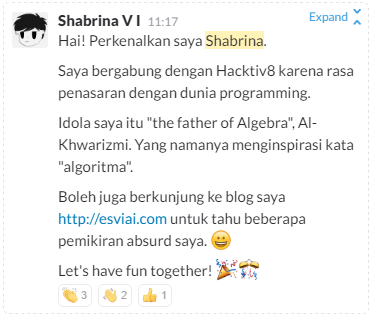 Shabrina V I 11:17 Expand
Hai! Perkenalkan saya Shabrina.
Saya bergabung dengan Hacktiv8 karena rasa
penasaran dengan dunia programming.
Idola saya itu "the father of Algebra", Al-
Khwarizmi. Yang namanya menginspirasi kata
"algoritma".
Boleh juga berkunjung ke blog saya
http://esviai.com untuk tahu beberapa
pemikiran absurd saya. 😀
Let's have fun together! 🎉🎊
👏 3 👋 2 👍 1